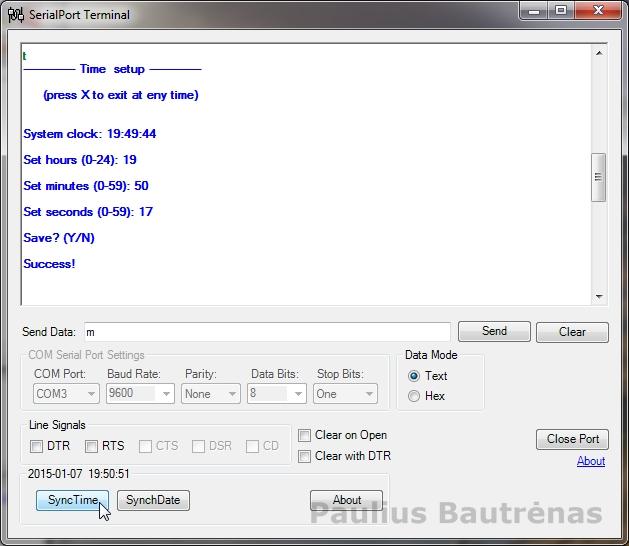 SerialPort Terminal
t
———— Time setup ————
(press X to exit at eny time)
System clock: 19:49:44
Set hours (0-24): 19
Set minutes (0-59): 50
Set seconds (0-59): 17
Save? (Y/N)
Success!
Send Data: m Send Clear
COM Serial Port Settings
COM Port: Baud Rate: Parity: Data Bits: Stop Bits:
COM3 9600 None 8 One
Data Mode
Text
Hex
Line Signals
DTR RTS CTS DSR CD
Clear on Open
Clear with DTR
Close Port
About
2015-01-07 19:50:51
SyncTime SynchDate About
Paulius Bautrėnas